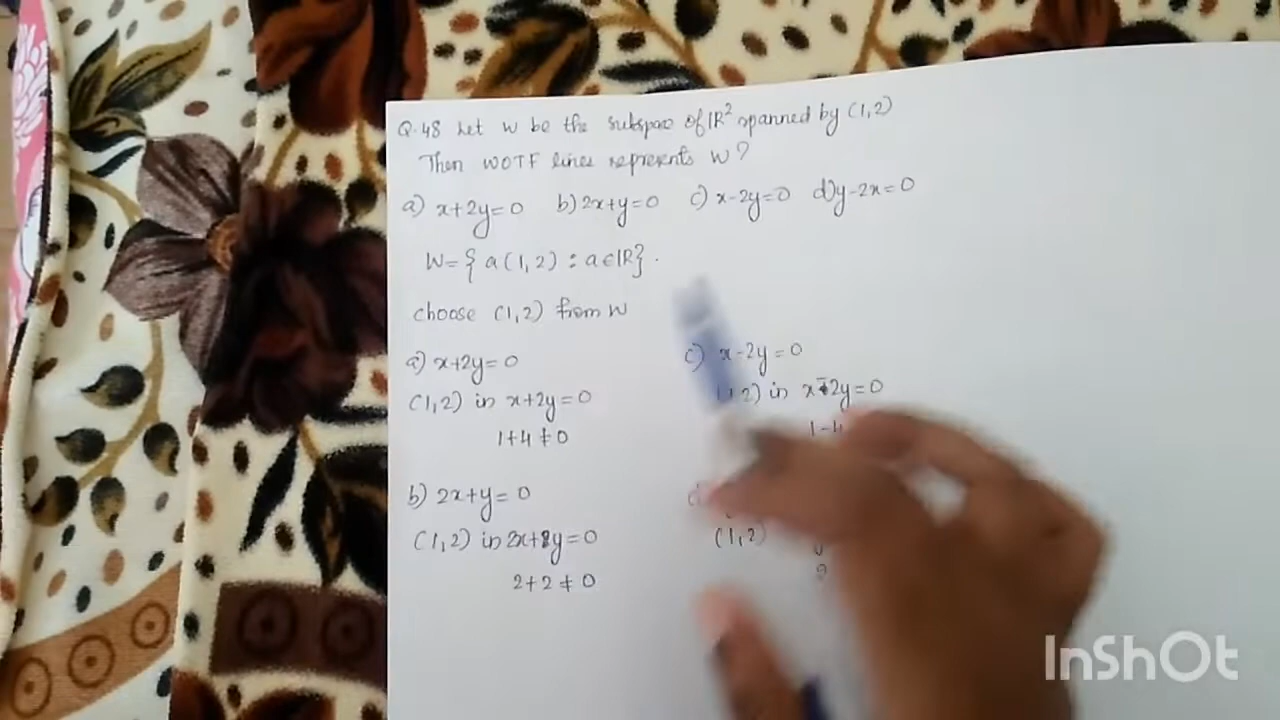 Q.48 Let W be the subspace of IR² spanned by (1,2)
Then WOTF lines represents W?
a) x+2y=0 b) 2x+y=0 c) x-2y=0 d) y-2x=0
W={ a(1,2) : a∈IR} .
choose (1,2) from W
a) x+2y=0
(1,2) in x+2y=0
1+4≠0
b) 2x+y=0
(1,2) in 2x+y=0
2+2≠0
c) x-2y=0
(1,2) in x-2y=0
1-4
(1,2)
InShOt